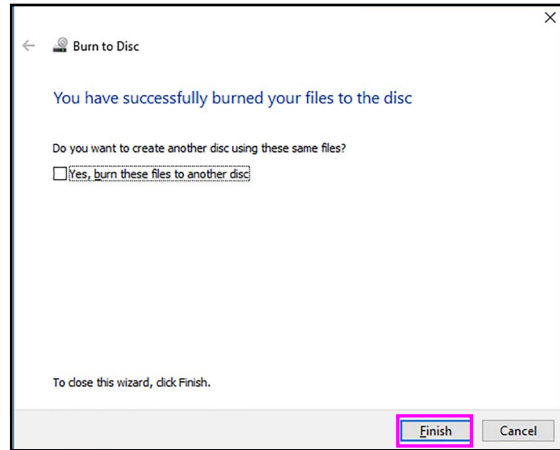 Burn to Disc
You have successfully burned your files to the disc
Do you want to create another disc using these same files?
Yes, burn these files to another disc
To close this wizard, click Finish.
Finish Cancel